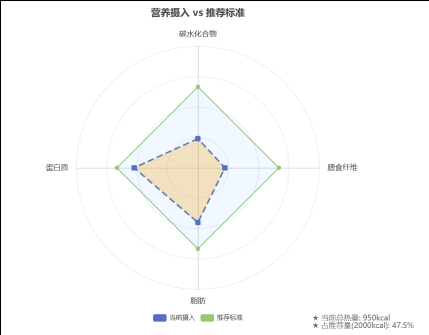 营养摄入 vs 推荐标准
碳水化合物
蛋白质
膳食纤维
脂肪
当前摄入
推荐标准
★ 当前总热量: 950kcal
★ 占推荐量(2000kcal): 47.5%